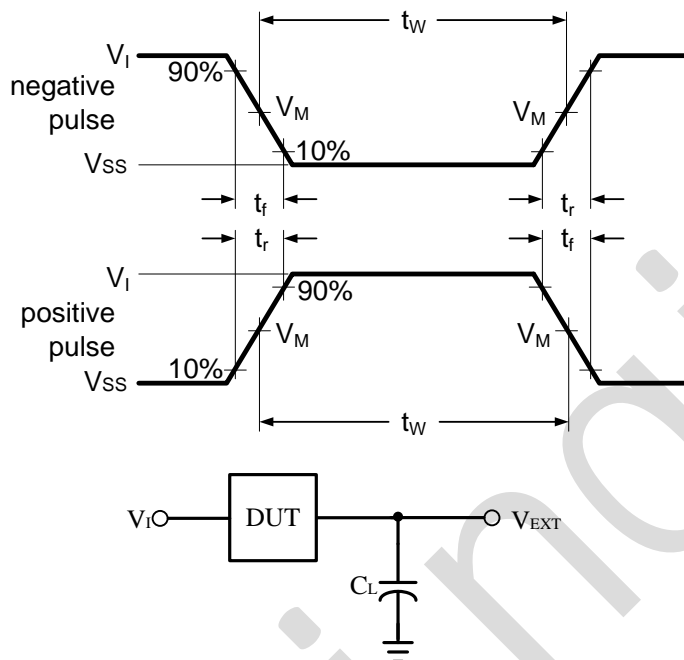 tW
VI
90%
negative
pulse
VM
VM
10%
VSS
tf
tr
tr
tf
VI
90%
positive
pulse
VM
VM
10%
VSS
tW
VI
DUT
VEXT
CL